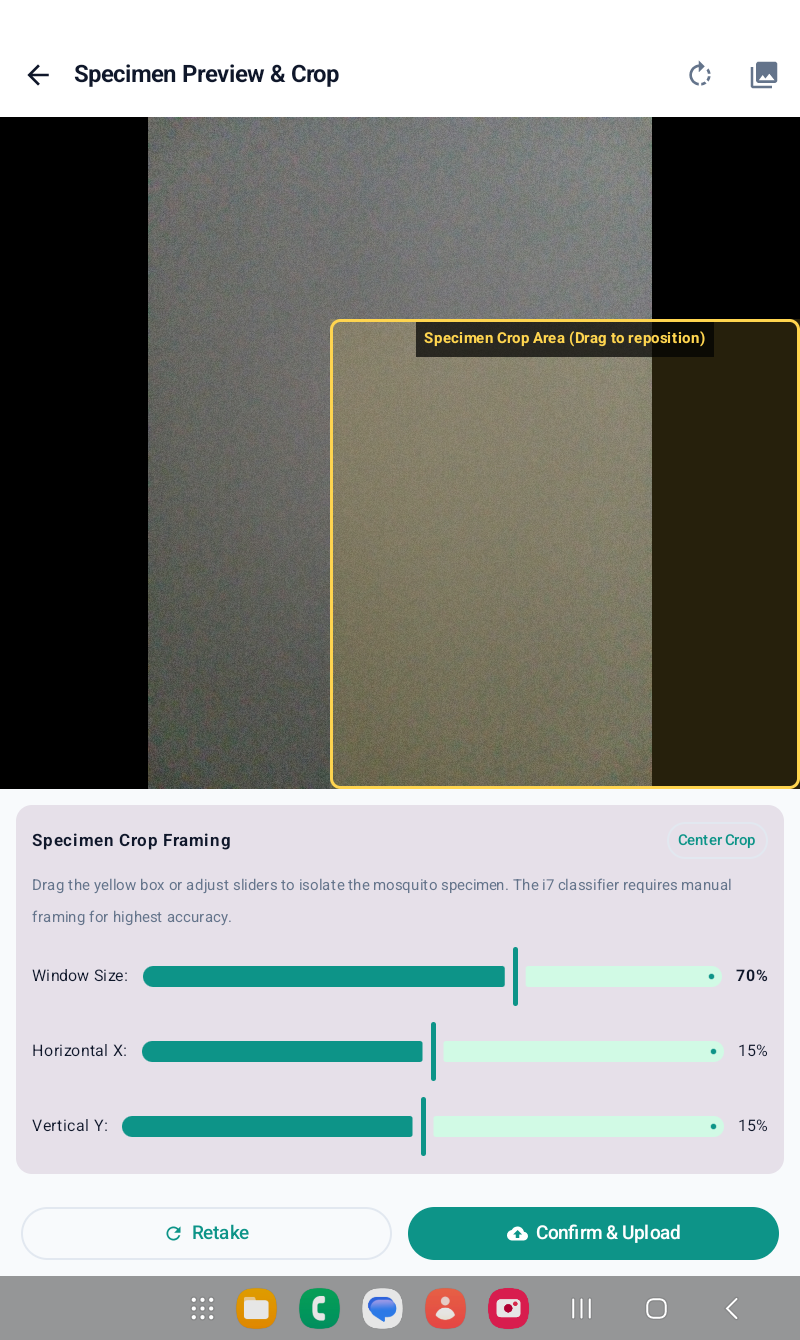 Specimen Preview & Crop
Specimen Crop Area (Drag to reposition)
Specimen Crop Framing
Center Crop
Drag the yellow box or adjust sliders to isolate the mosquito specimen. The i7 classifier requires manual
framing for highest accuracy.
Window Size:
70%
Horizontal X:
15%
Vertical Y:
15%
Retake
Confirm & Upload